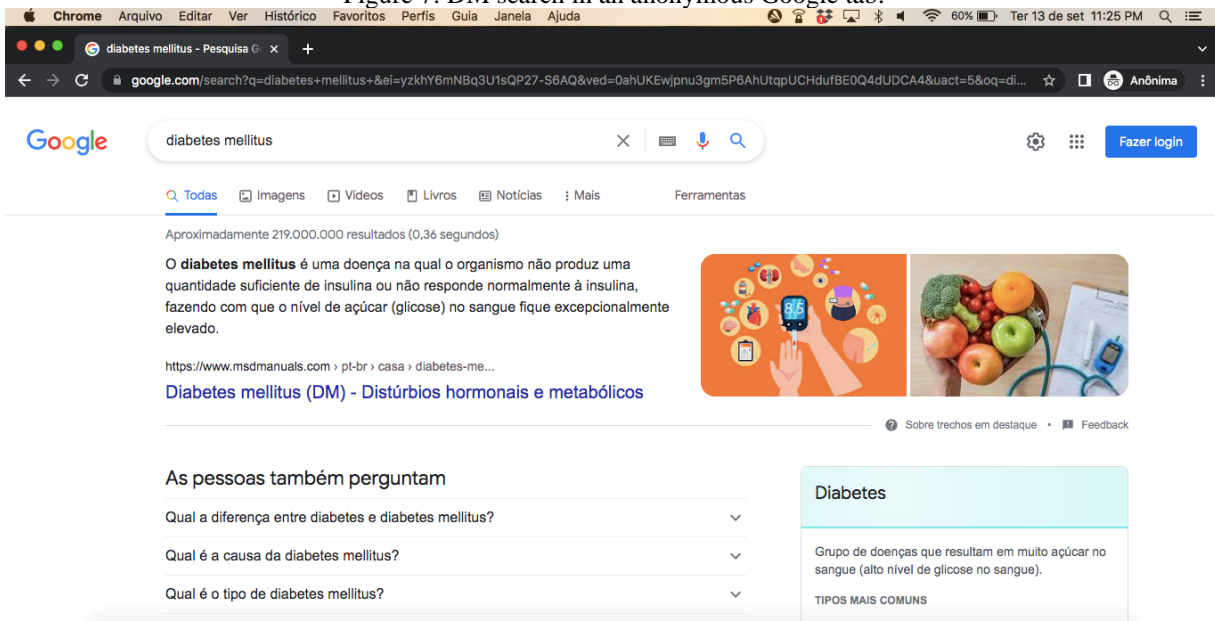 Figure 7. DM search in an anonymous Google tab.
Chrome Arquivo Editar Ver Histórico Favoritos Perfis Guia Janela Ajuda 60% Ter 13 de set 11:25 PM
diabetes mellitus - Pesquisa G
google.com/search?q=diabetes+mellitus+&ei=yzkhY6mNBq3U1sQP27-S6AQ&ved=0ahUKEwjpnu3gm5P6AhUtqpUCHdufBE0Q4dUDCA4&uact=5&oq=di... Anônima
Google
diabetes mellitus
Fazer login
Todas Imagens Vídeos Livros Notícias Mais Ferramentas
Aproximadamente 219.000.000 resultados (0,36 segundos)
O diabetes mellitus é uma doença na qual o organismo não produz uma
quantidade suficiente de insulina ou não responde normalmente à insulina,
fazendo com que o nível de açúcar (glicose) no sangue fique excepcionalmente
elevado.
8.5
https://www.msdmanuals.com › pt-br › casa › diabetes-me...
Diabetes mellitus (DM) - Distúrbios hormonais e metabólicos
Sobre trechos em destaque • Feedback
As pessoas também perguntam
Qual a diferença entre diabetes e diabetes mellitus?
Qual é a causa da diabetes mellitus?
Qual é o tipo de diabetes mellitus?
Diabetes
Grupo de doenças que resultam em muito açúcar no
sangue (alto nível de glicose no sangue).
TIPOS MAIS COMUNS